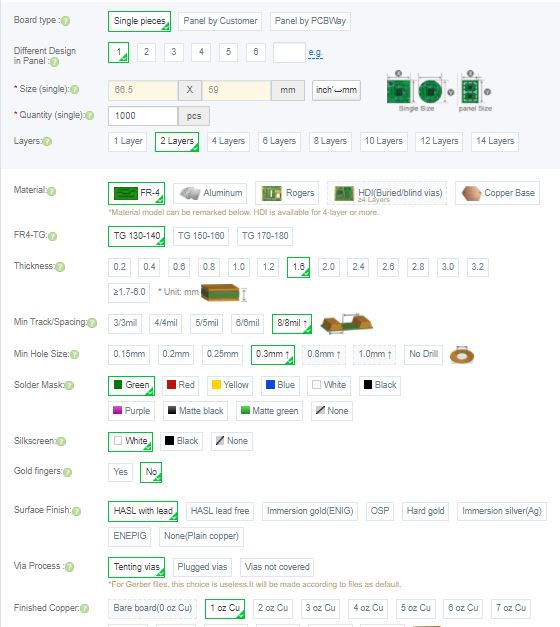 Board type : Single pieces Panel by Customer Panel by PCBWay
Different Design
in Panel : 1 2 3 4 5 6 e.g.
* Size (single): 66.5 X 59 mm inch↔mm
Single Size panel Size
* Quantity (single): 1000 pcs
Layers: 1 Layer 2 Layers 4 Layers 6 Layers 8 Layers 10 Layers 12 Layers 14 Layers
Material: FR-4 Aluminum Rogers HDI(Buried/blind vias) Copper Base
≥4 Layers
*Material model can be remarked below. HDI is available for 4-layer or more.
FR4-TG: TG 130-140 TG 150-160 TG 170-180
Thickness: 0.2 0.4 0.6 0.8 1.0 1.2 1.6 2.0 2.4 2.6 2.8 3.0 3.2
≥1.7-6.0 * Unit: mm
Min Track/Spacing: 3/3mil 4/4mil 5/5mil 6/6mil 8/8mil ↑
Min Hole Size: 0.15mm 0.2mm 0.25mm 0.3mm ↑ 0.8mm ↑ 1.0mm ↑ No Drill
Solder Mask: Green Red Yellow Blue White Black
Purple Matte black Matte green None
Silkscreen: White Black None
Gold fingers: Yes No
Surface Finish: HASL with lead HASL lead free Immersion gold(ENIG) OSP Hard gold Immersion silver(Ag)
ENEPIG None(Plain copper)
Via Process : Tenting vias Plugged vias Vias not covered
*For Gerber files, this choice is useless.It will be made according to files as default.
Finished Copper: Bare board(0 oz Cu) 1 oz Cu 2 oz Cu 3 oz Cu 4 oz Cu 5 oz Cu 6 oz Cu 7 oz Cu